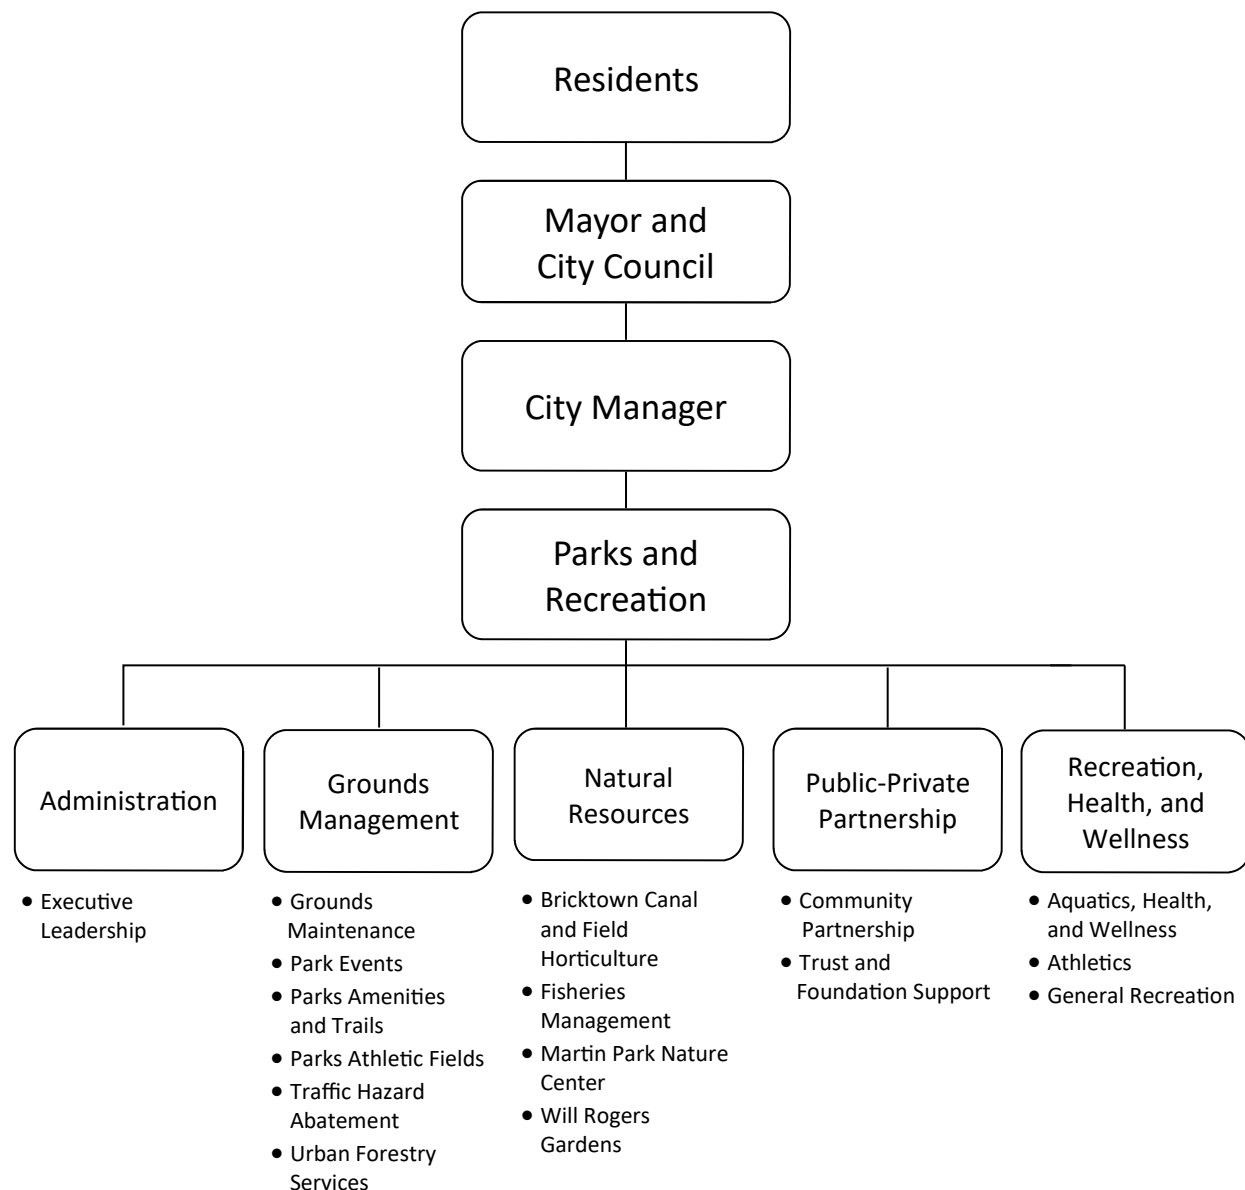 Residents
Mayor and
City Council
City Manager
Parks and
Recreation
Administration
• Executive
Leadership
Grounds
Management
• Grounds
Maintenance
• Park Events
• Parks Amenities
and Trails
• Parks Athletic Fields
• Traffic Hazard
Abatement
• Urban Forestry
Services
Natural
Resources
• Bricktown Canal
and Field
Horticulture
• Fisheries
Management
• Martin Park Nature
Center
• Will Rogers
Gardens
Public-Private
Partnership
• Community
Partnership
• Trust and
Foundation Support
Recreation,
Health, and
Wellness
• Aquatics, Health,
and Wellness
• Athletics
• General Recreation